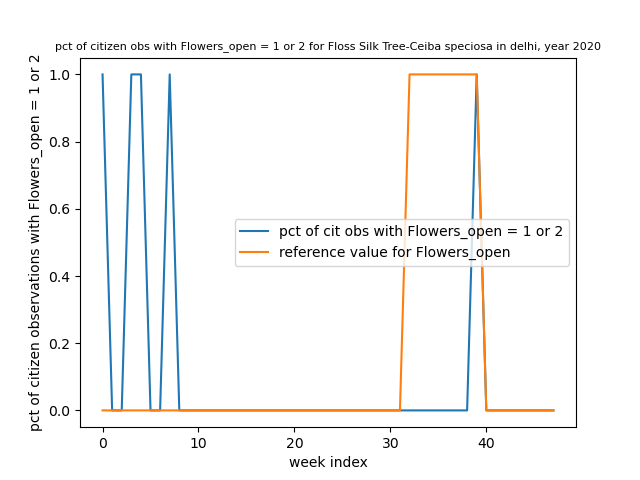 pct of citizen obs with Flowers_open = 1 or 2 for Floss Silk Tree-Ceiba speciosa in delhi, year 2020
pct of citizen observations with Flowers_open = 1 or 2
1.0
0.8
0.6
0.4
0.2
0.0
pct of cit obs with Flowers_open = 1 or 2
reference value for Flowers_open
0 10 20 30 40
week index